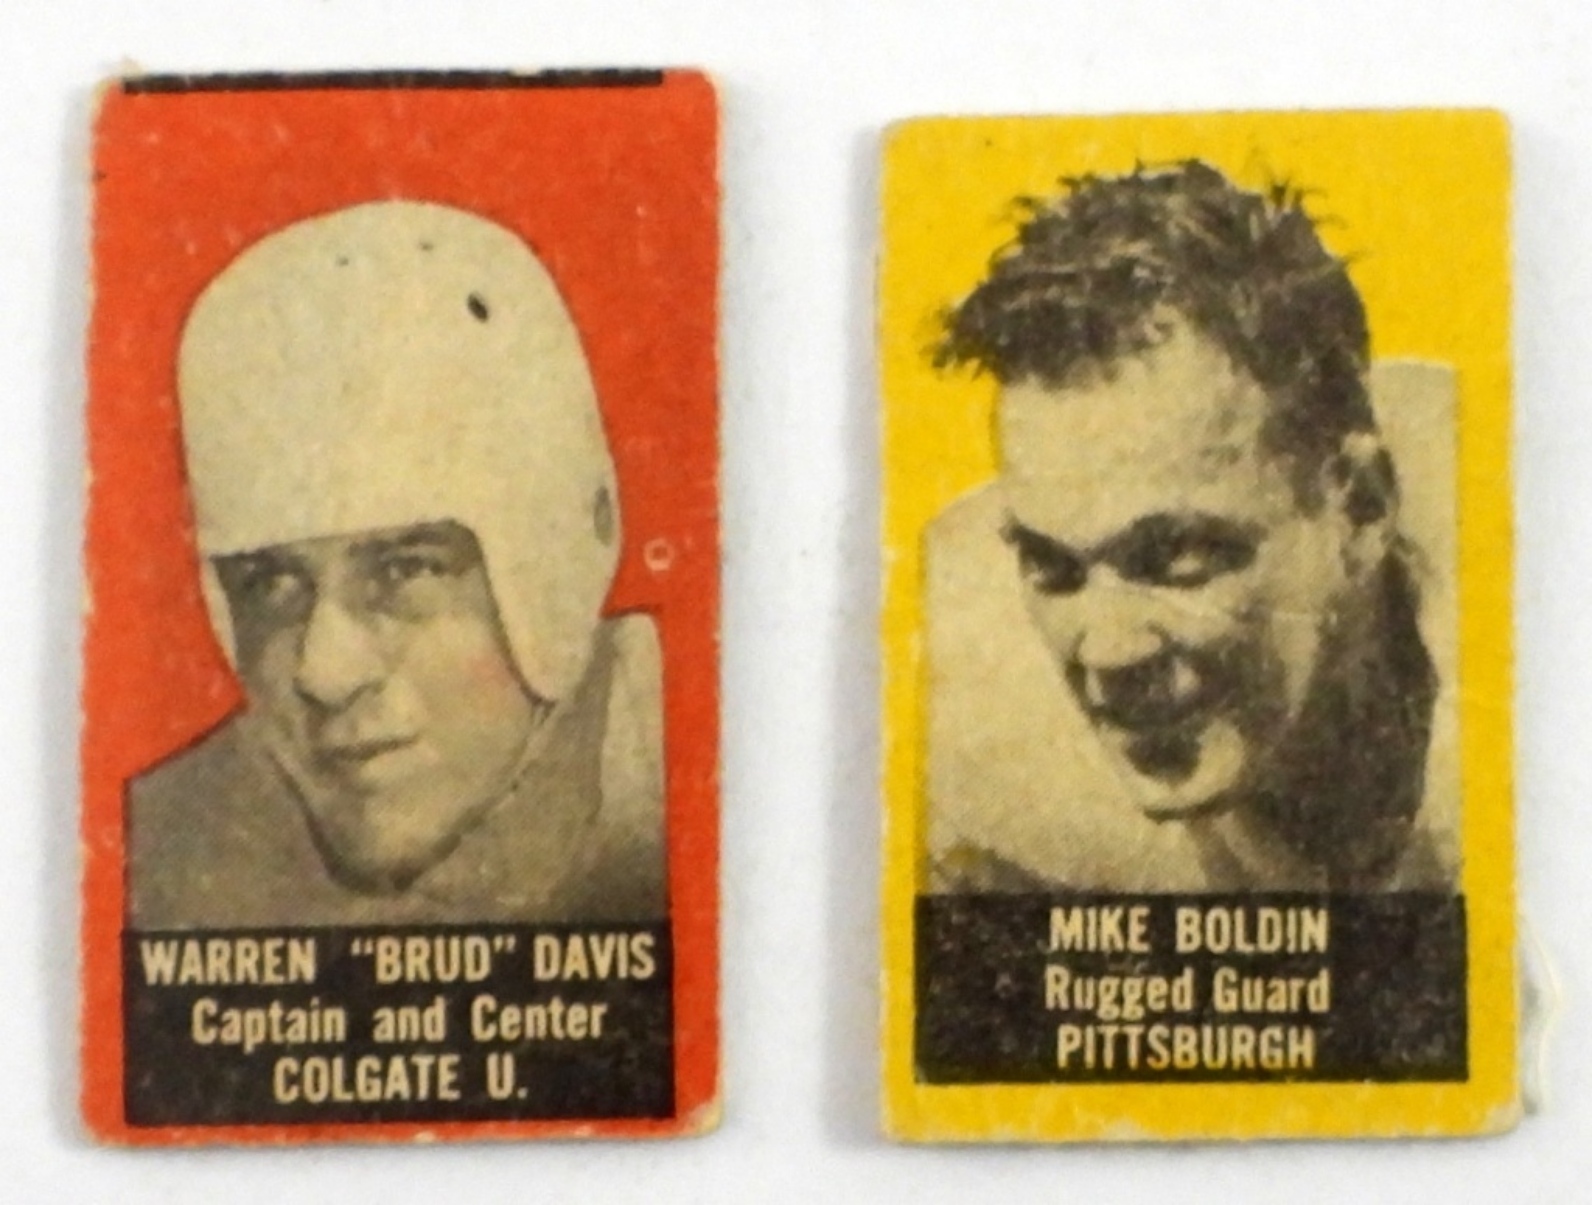 WARREN "BRUD" DAVIS
Captain and Center
COLGATE U.
MIKE BOLDIN
Rugged Guard
PITTSBURGH